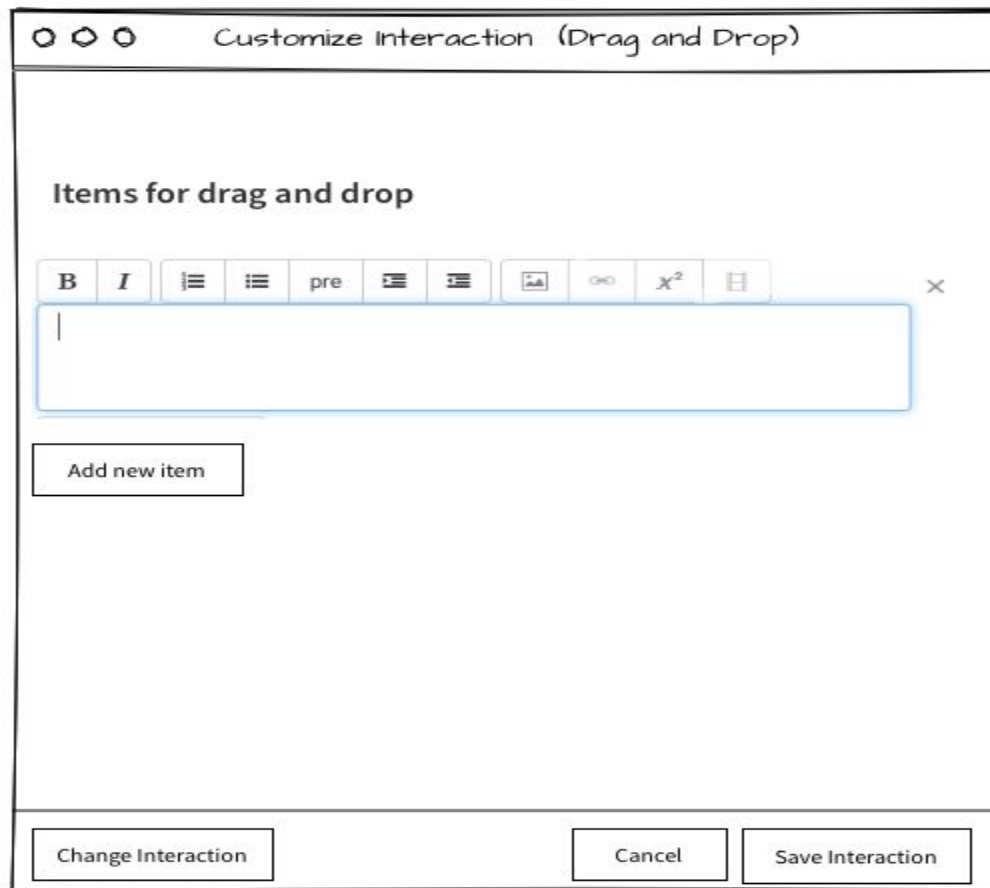 Customize Interaction (Drag and Drop)
Items for drag and drop
B I pre x²
Add new item
Change Interaction Cancel Save Interaction